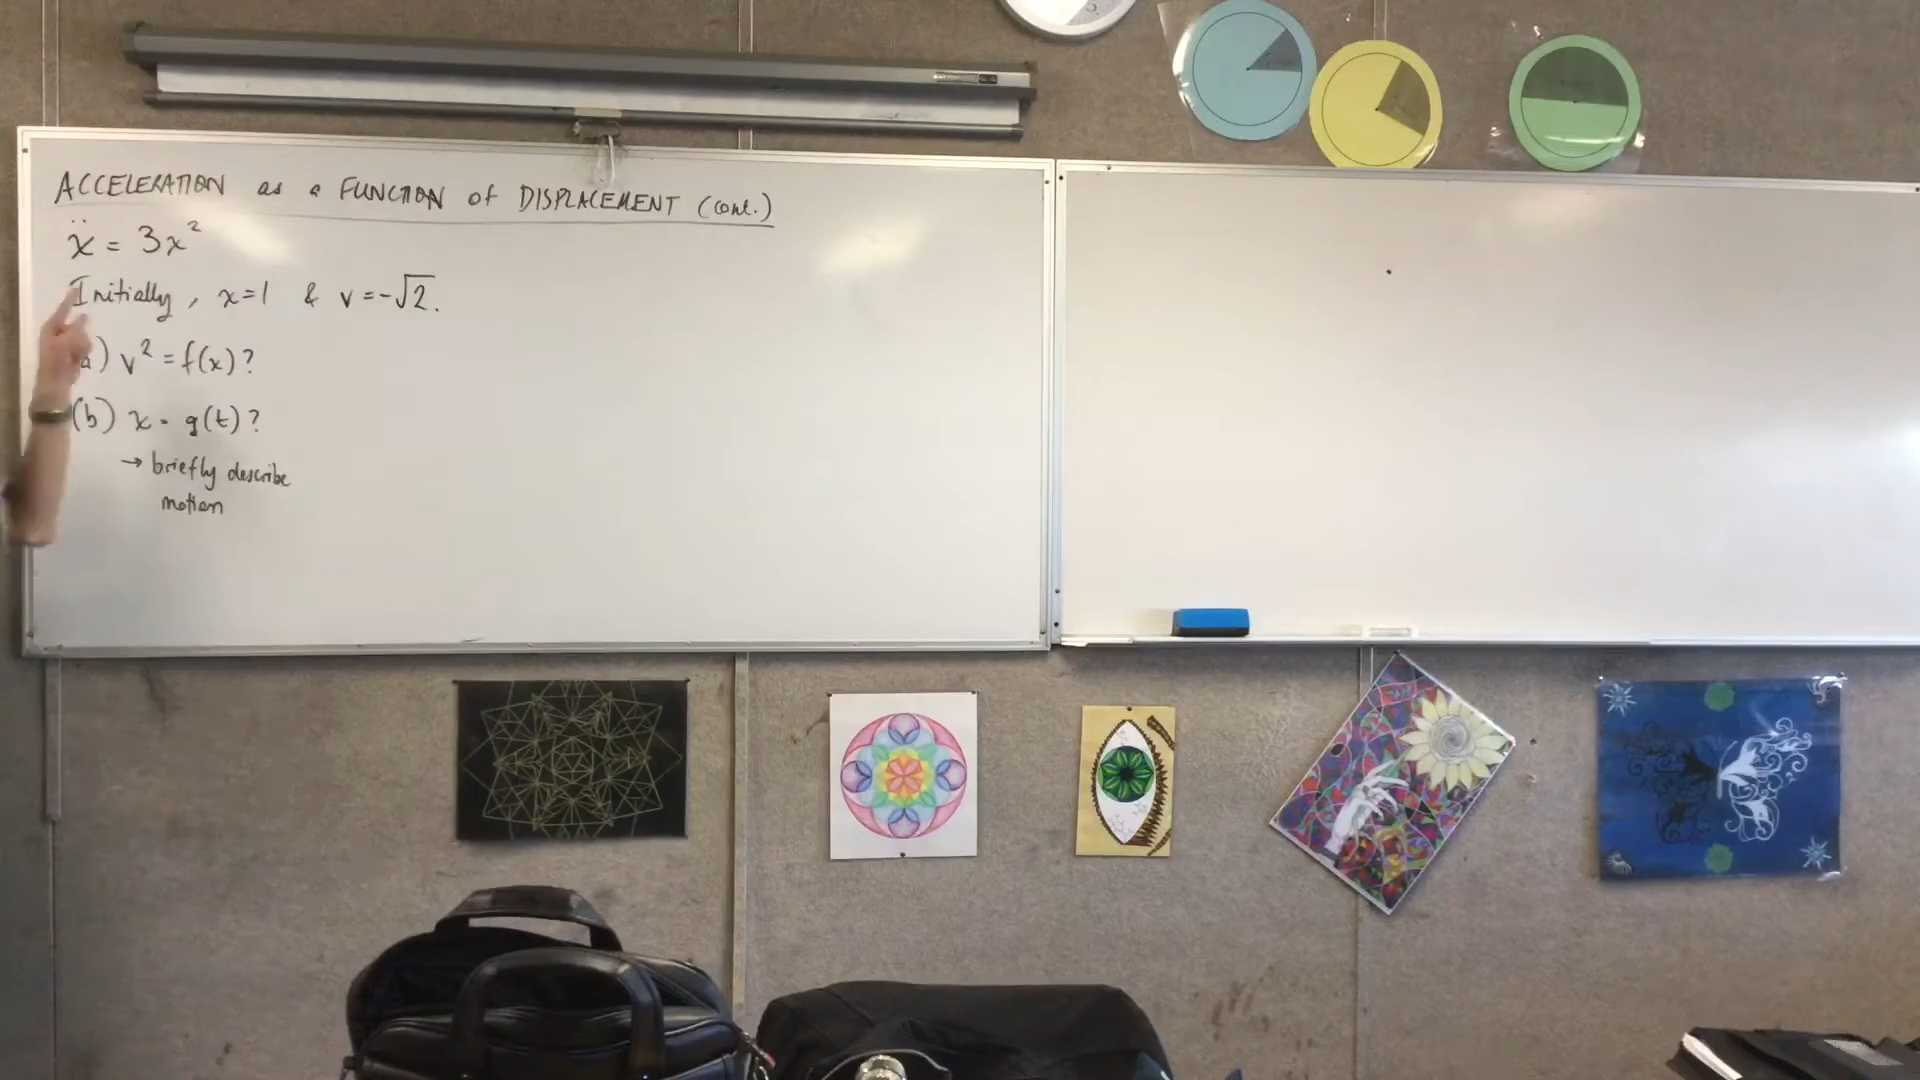 ACCELERATION as a FUNCTION of DISPLACEMENT (cont.)
ẍ = 3x²
Initially, x=1 & v=-√2.
(a) v² = f(x)?
(b) x = g(t)?
→ briefly describe
motion